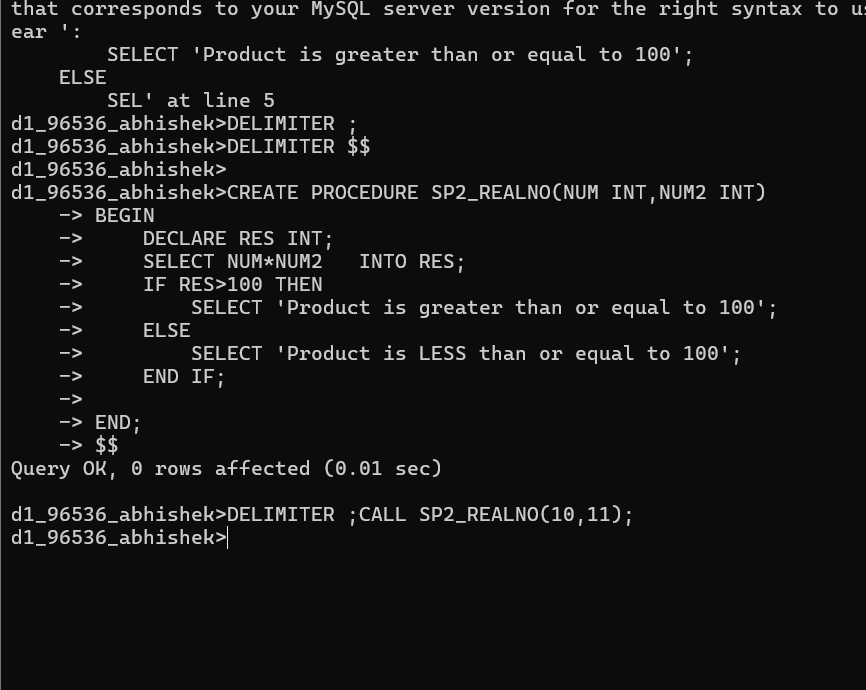 that corresponds to your MySQL server version for the right syntax to
ear ':
        SELECT 'Product is greater than or equal to 100';
    ELSE
        SEL' at line 5
d1_96536_abhishek>DELIMITER ;
d1_96536_abhishek>DELIMITER $$
d1_96536_abhishek>
d1_96536_abhishek>CREATE PROCEDURE SP2_REALNO(NUM INT,NUM2 INT)
    -> BEGIN
    ->     DECLARE RES INT;
    ->     SELECT NUM*NUM2   INTO RES;
    ->     IF RES>100 THEN
    ->         SELECT 'Product is greater than or equal to 100';
    ->     ELSE
    ->         SELECT 'Product is LESS than or equal to 100';
    ->     END IF;
    ->
    -> END;
    -> $$
Query OK, 0 rows affected (0.01 sec)

d1_96536_abhishek>DELIMITER ;CALL SP2_REALNO(10,11);
d1_96536_abhishek>